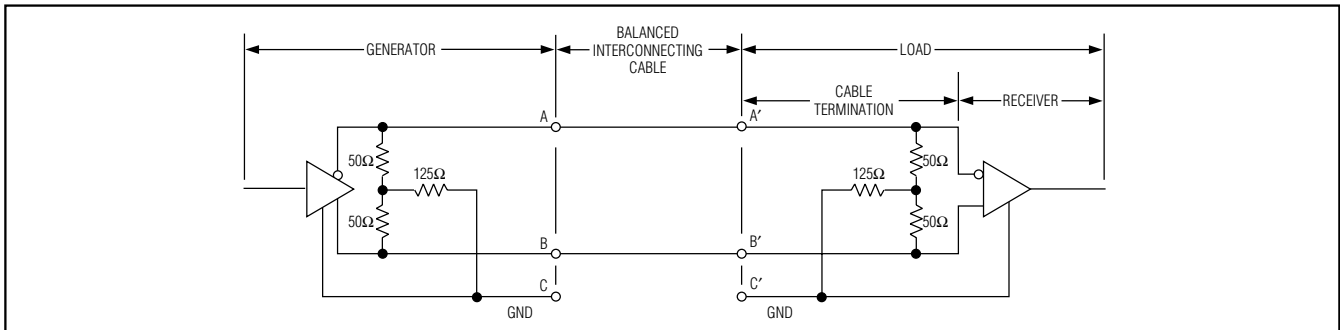 GENERATOR
BALANCED
INTERCONNECTING
CABLE
LOAD
CABLE
TERMINATION
RECEIVER
A
A′
50Ω
125Ω
50Ω
125Ω
50Ω
50Ω
B
B′
C
C′
GND
GND